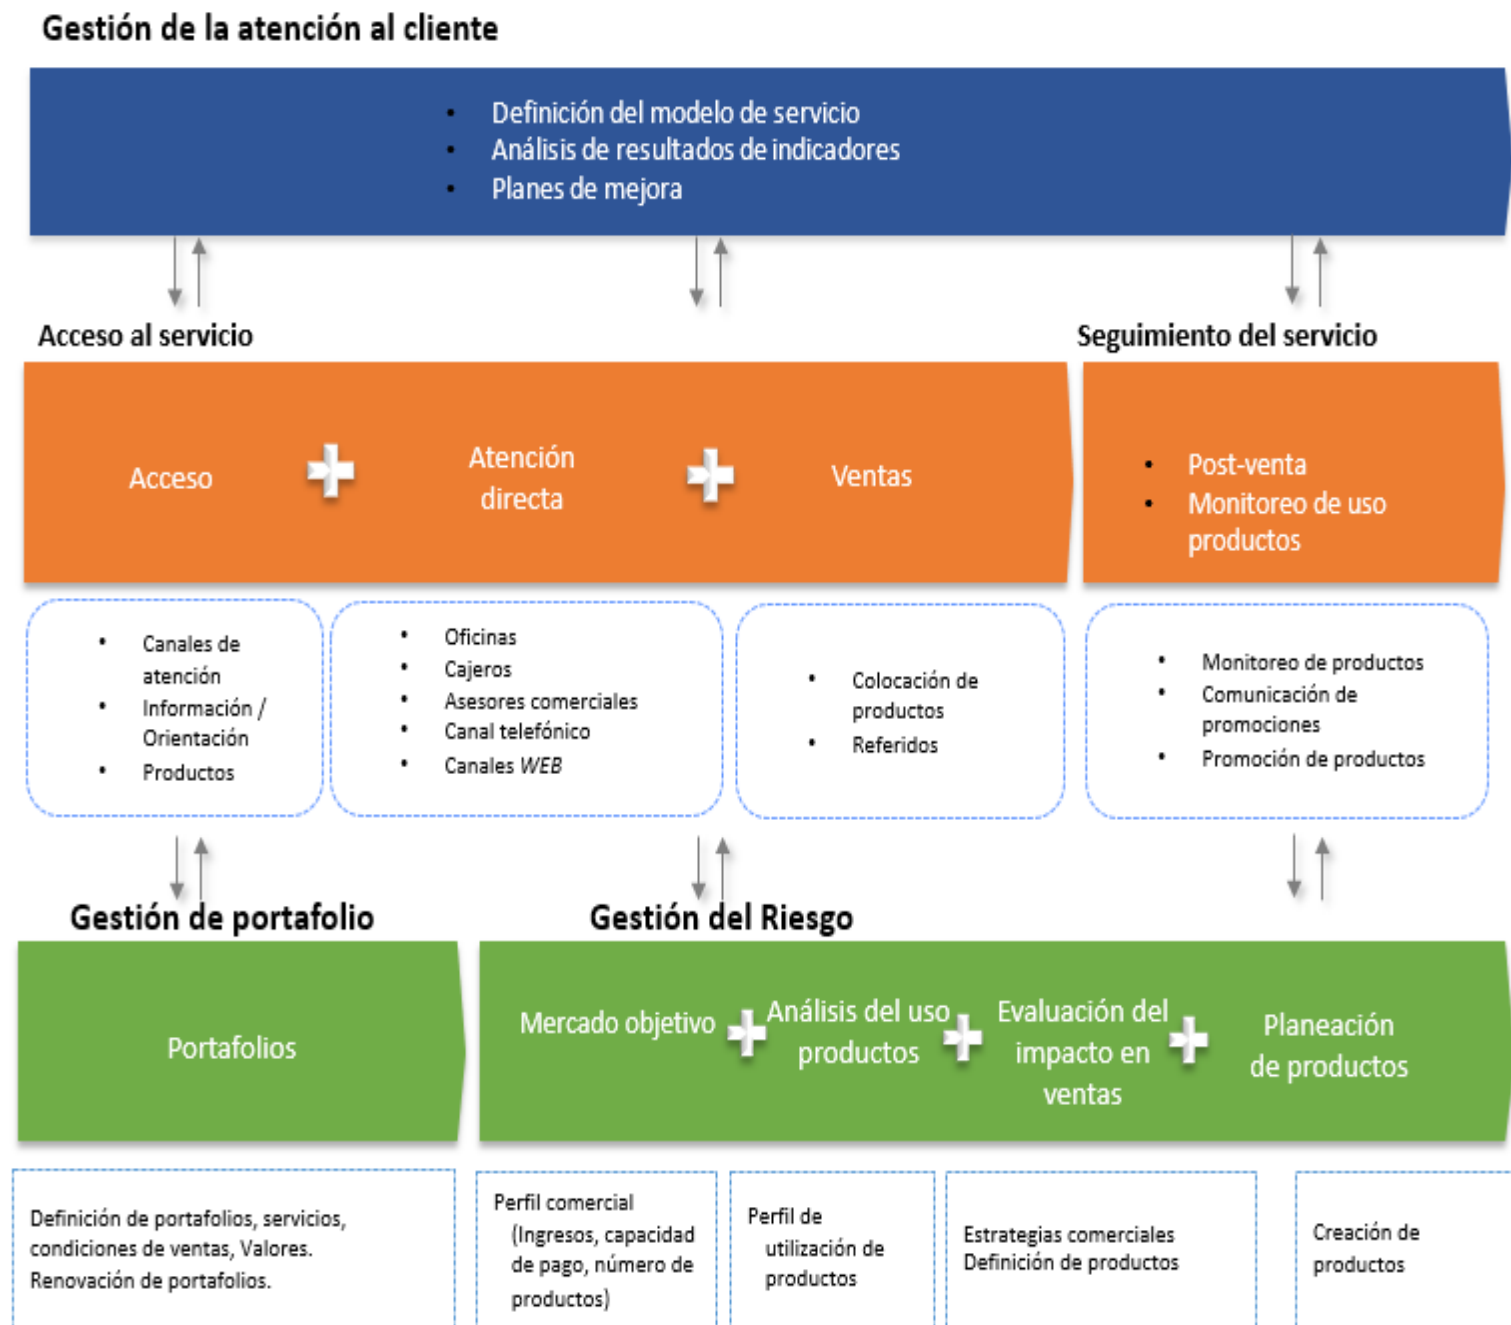 Gestión de la atención al cliente
• Definición del modelo de servicio
• Análisis de resultados de indicadores
• Planes de mejora
Acceso al servicio
Seguimiento del servicio
Acceso
Atención
directa
Ventas
• Post-venta
• Monitoreo de uso
productos
• Canales de
atención
• Información /
Orientación
• Productos
• Oficinas
• Cajeros
• Asesores comerciales
• Canal telefónico
• Canales WEB
• Colocación de
productos
• Referidos
• Monitoreo de productos
• Comunicación de
promociones
• Promoción de productos
Gestión de portafolio
Gestión del Riesgo
Portafolios
Mercado objetivo
Análisis del uso
productos
Evaluación del
impacto en
ventas
Planeación
de productos
Definición de portafolios, servicios,
condiciones de ventas, Valores.
Renovación de portafolios.
Perfil comercial
(Ingresos, capacidad
de pago, número de
productos)
Perfil de
utilización de
productos
Estrategias comerciales
Definición de productos
Creación de
productos